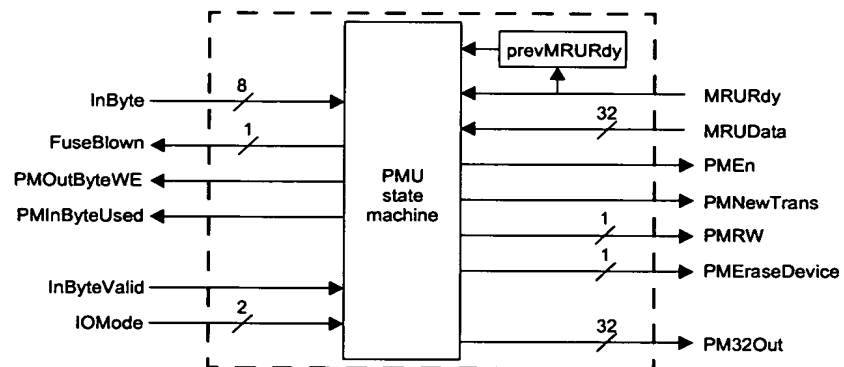 prevMRURdy
InByte
8
MRURdy
FuseBlown
1
32
MRUData
PMOutByteWE
PMU
state
machine
PMEn
PMInByteUsed
PMNewTrans
1
PMRW
1
PMEraseDevice
InByteValid
IOMode
2
32
PM32Out